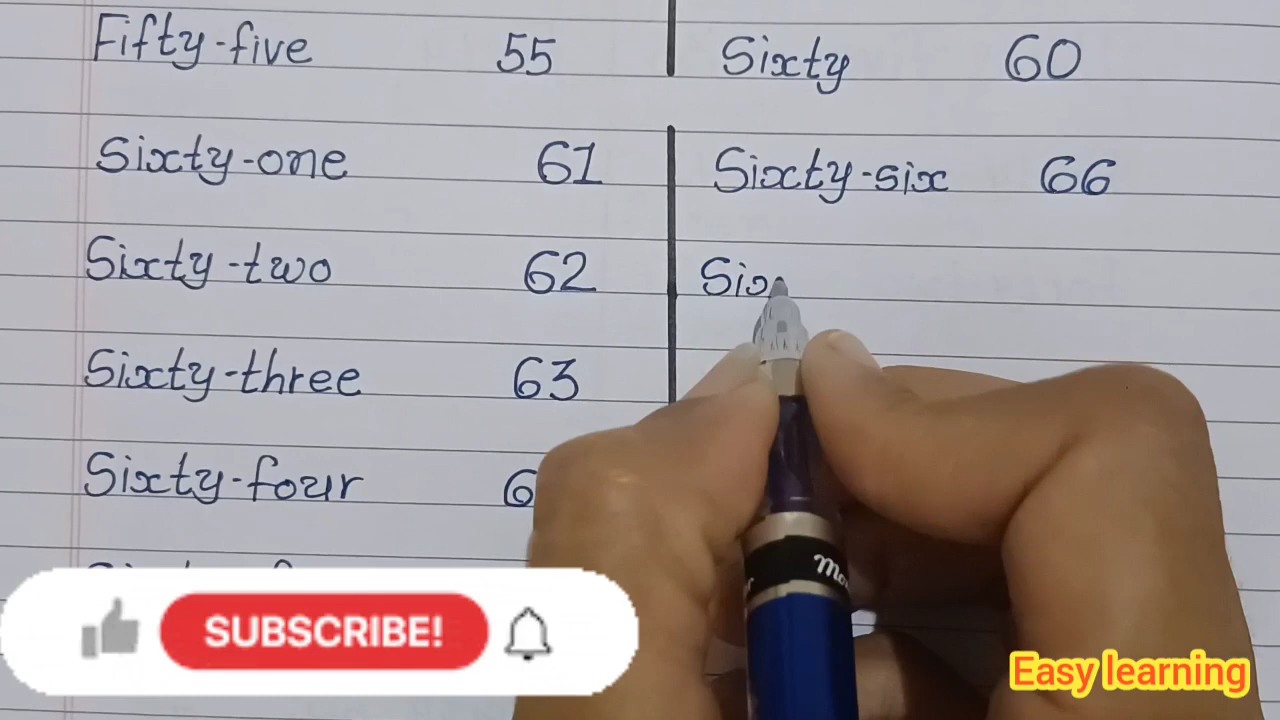 Fifty-five 55
Sixty 60
Sixty-one 61
Sixty-six 66
Sixty-two 62
Sixty-three 63
Sixty-four
SUBSCRIBE!
Easy learning